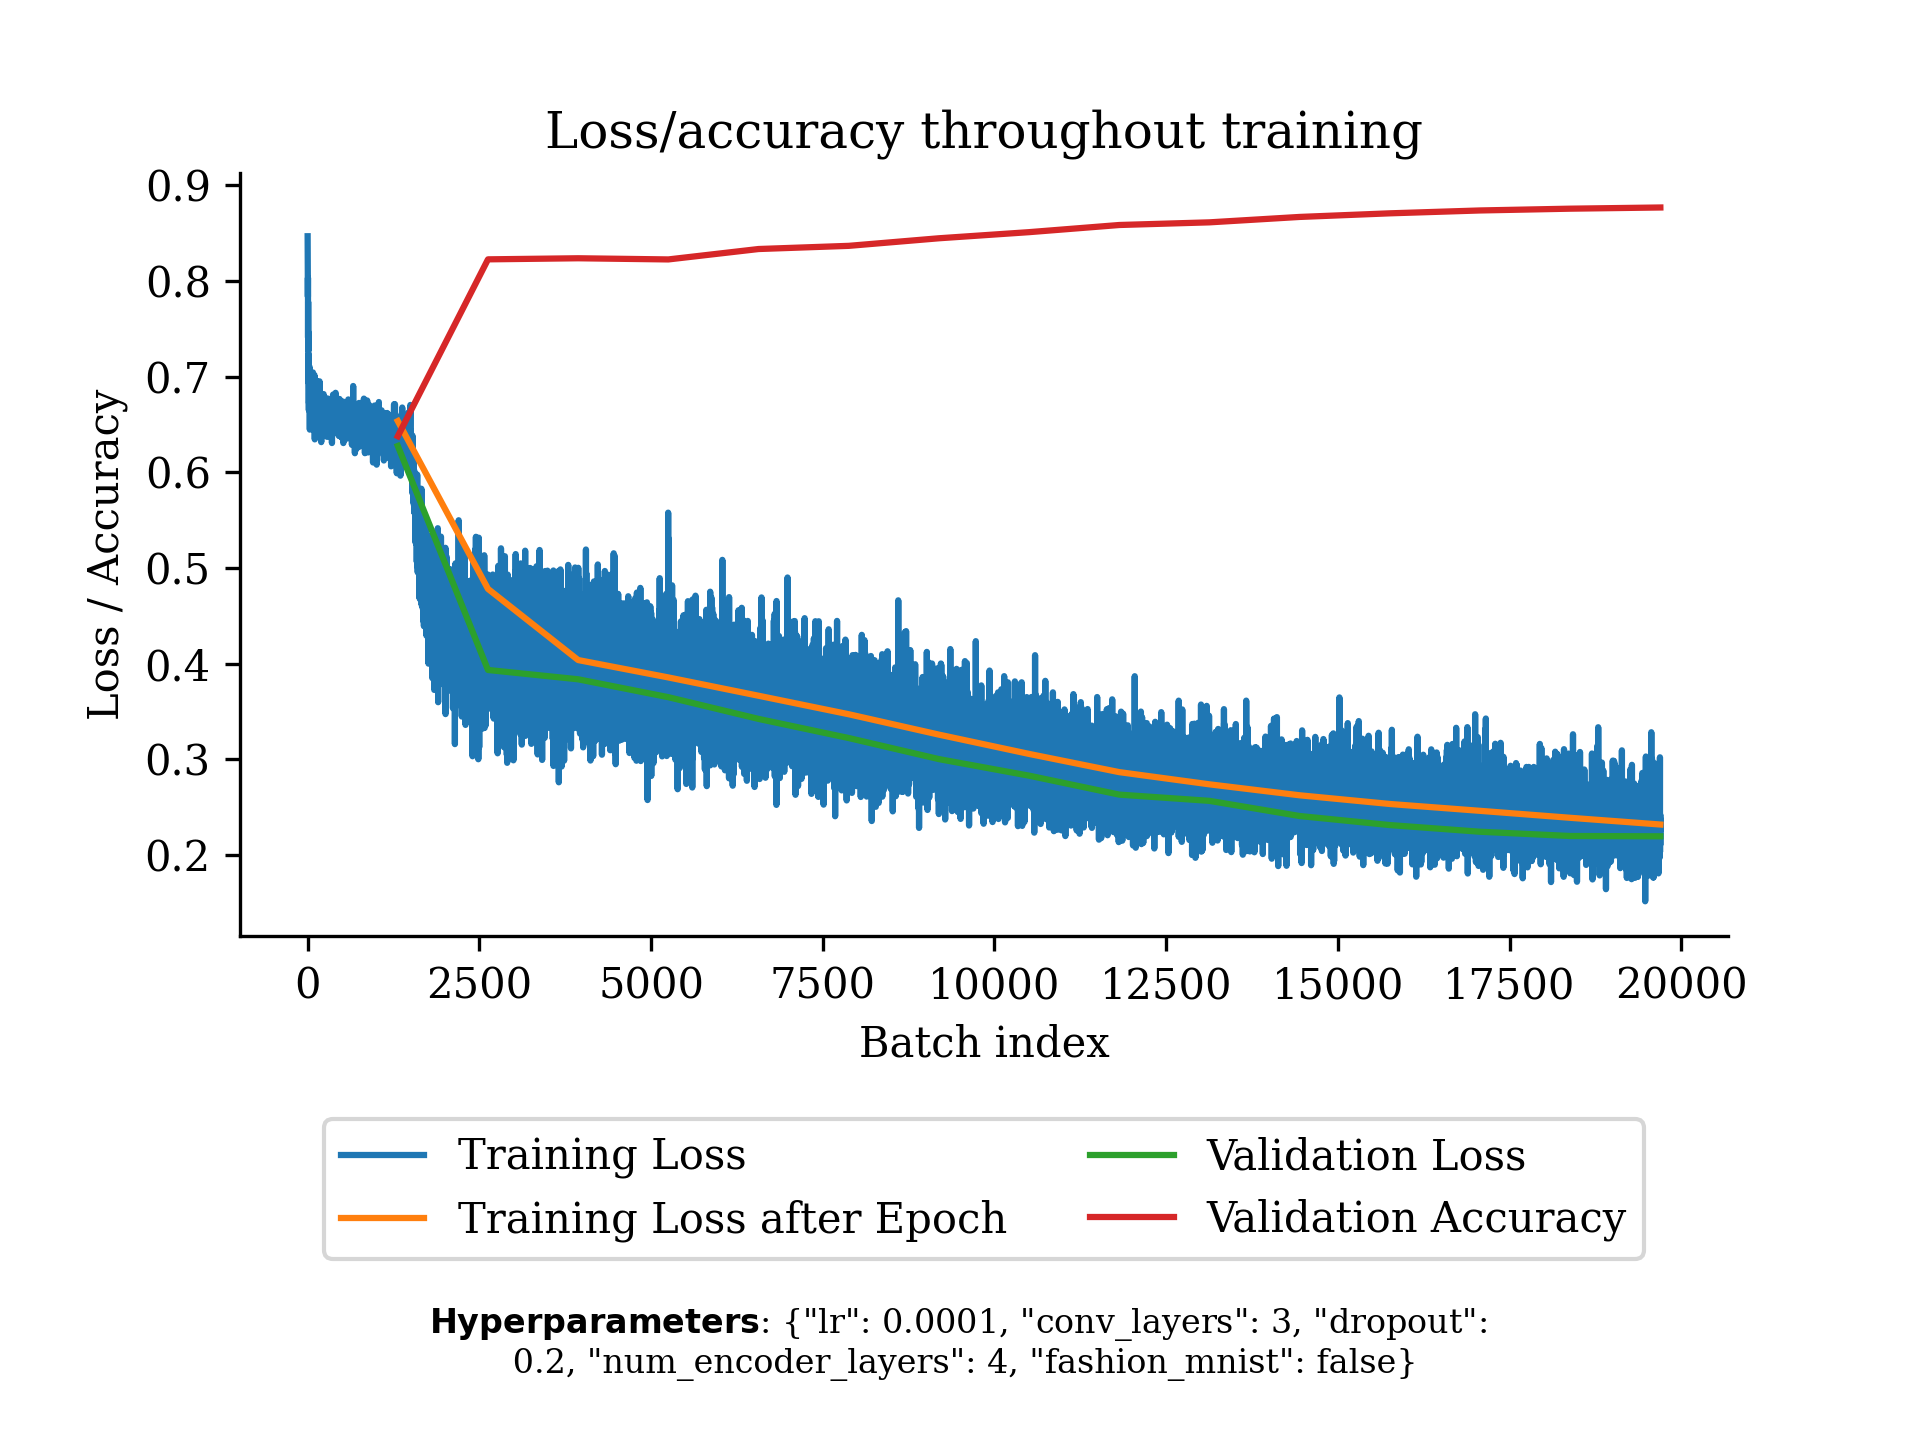 Loss/accuracy throughout training
0.9
0.8
0.7
0.6
0.5
0.4
0.3
0.2
Loss / Accuracy
0 2500 5000 7500 10000 12500 15000 17500 20000
Batch index
Training Loss
Training Loss after Epoch
Validation Loss
Validation Accuracy
Hyperparameters: {"lr": 0.0001, "conv_layers": 3, "dropout":
0.2, "num_encoder_layers": 4, "fashion_mnist": false}